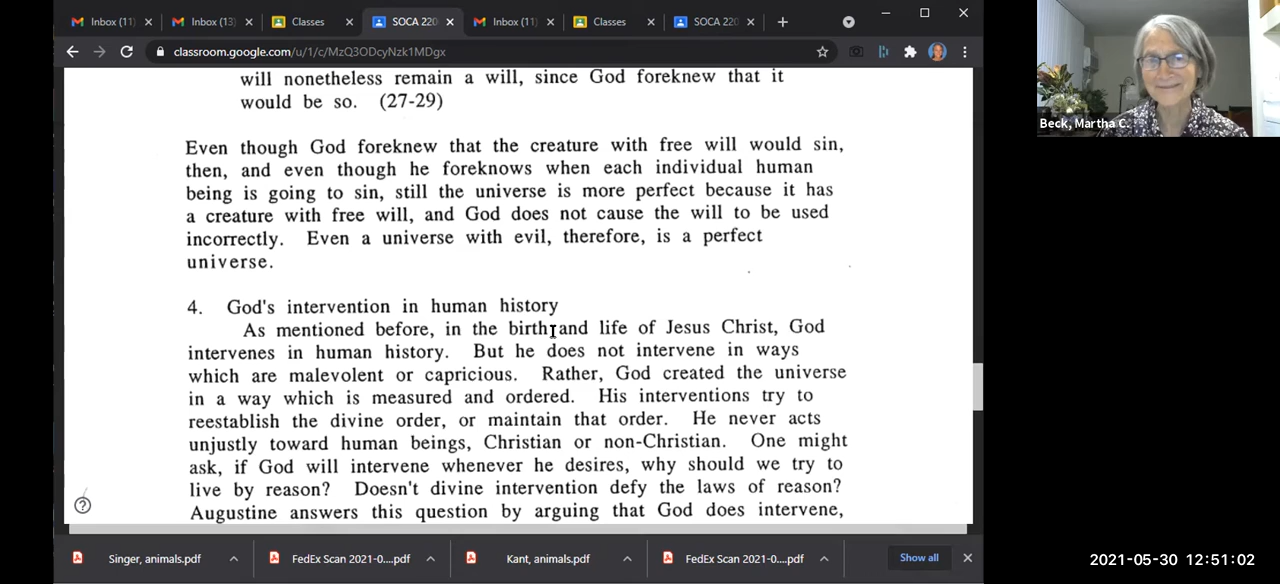 Inbox (11)
Inbox (13)
Classes
SOCA 220
Inbox (11)
Classes
SOCA 220
classroom.google.com/u/1/c/MzQ3ODcyNzk1MDgx
will nonetheless remain a will, since God foreknew that it
would be so. (27-29)
Even though God foreknew that the creature with free will would sin,
then, and even though he foreknows when each individual human
being is going to sin, still the universe is more perfect because it has
a creature with free will, and God does not cause the will to be used
incorrectly. Even a universe with evil, therefore, is a perfect
universe.
4. God's intervention in human history
As mentioned before, in the birth and life of Jesus Christ, God
intervenes in human history. But he does not intervene in ways
which are malevolent or capricious. Rather, God created the universe
in a way which is measured and ordered. His interventions try to
reestablish the divine order, or maintain that order. He never acts
unjustly toward human beings, Christian or non-Christian. One might
ask, if God will intervene whenever he desires, why should we try to
live by reason? Doesn't divine intervention defy the laws of reason?
Augustine answers this question by arguing that God does intervene,
Singer, animals.pdf
FedEx Scan 2021-0....pdf
Kant, animals.pdf
FedEx Scan 2021-0....pdf
Show all
Beck, Martha C.
2021-05-30 12:51:02